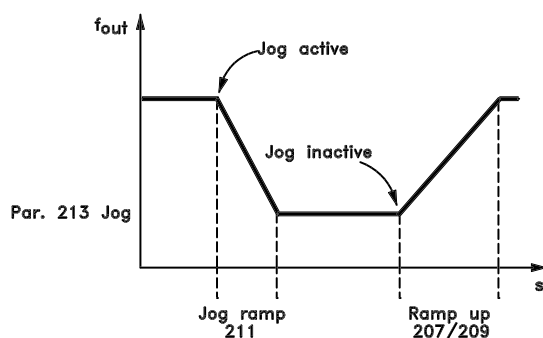 fout
Jog active
Jog inactive
Par. 213 Jog
s
Jog ramp
211
Ramp up
207/209